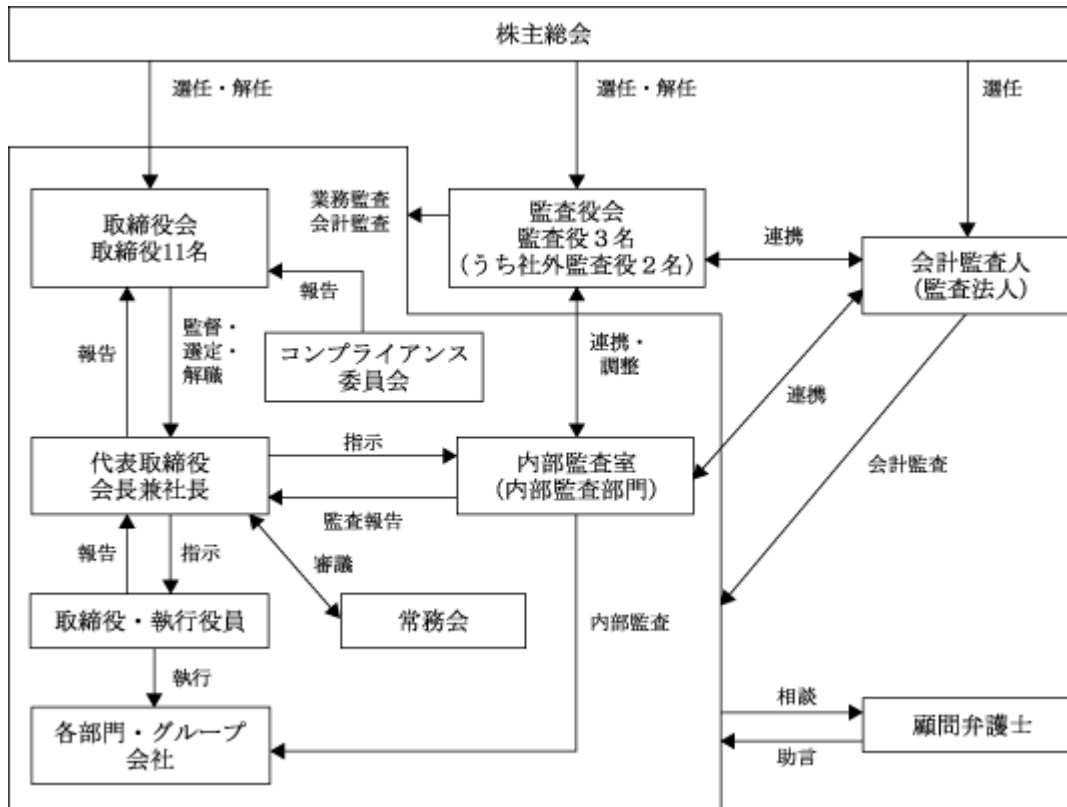 株主総会
選任・解任
選任・解任
選任
取締役会
取締役11名
業務監査
会計監査
監査役会
監査役3名
(うち社外監査役2名)
連携
会計監査人
(監査法人)
報告
報告
監督・
選定・
解職
コンプライアンス
委員会
連携・
調整
連携
会計監査
代表取締役
会長兼社長
指示
監査報告
内部監査室
(内部監査部門)
報告
指示
審議
取締役・執行役員
常務会
内部監査
執行
各部門・グループ
会社
相談
助言
顧問弁護士